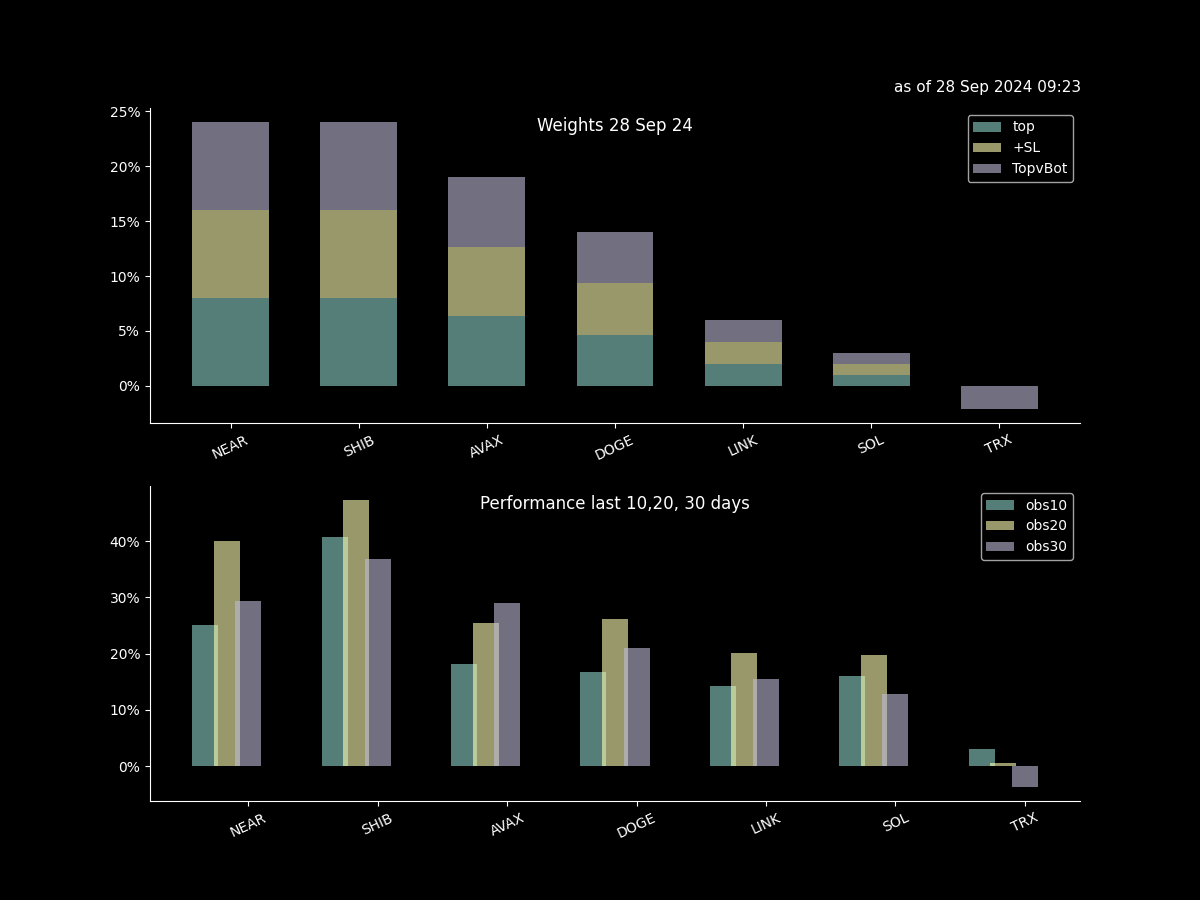 as of 28 Sep 2024 09:23
Weights 28 Sep 24
top
+SL
TopvBot
25%
20%
15%
10%
5%
0%
NEAR SHIB AVAX DOGE LINK SOL TRX
Performance last 10,20, 30 days
obs10
obs20
obs30
40%
30%
20%
10%
0%
NEAR SHIB AVAX DOGE LINK SOL TRX